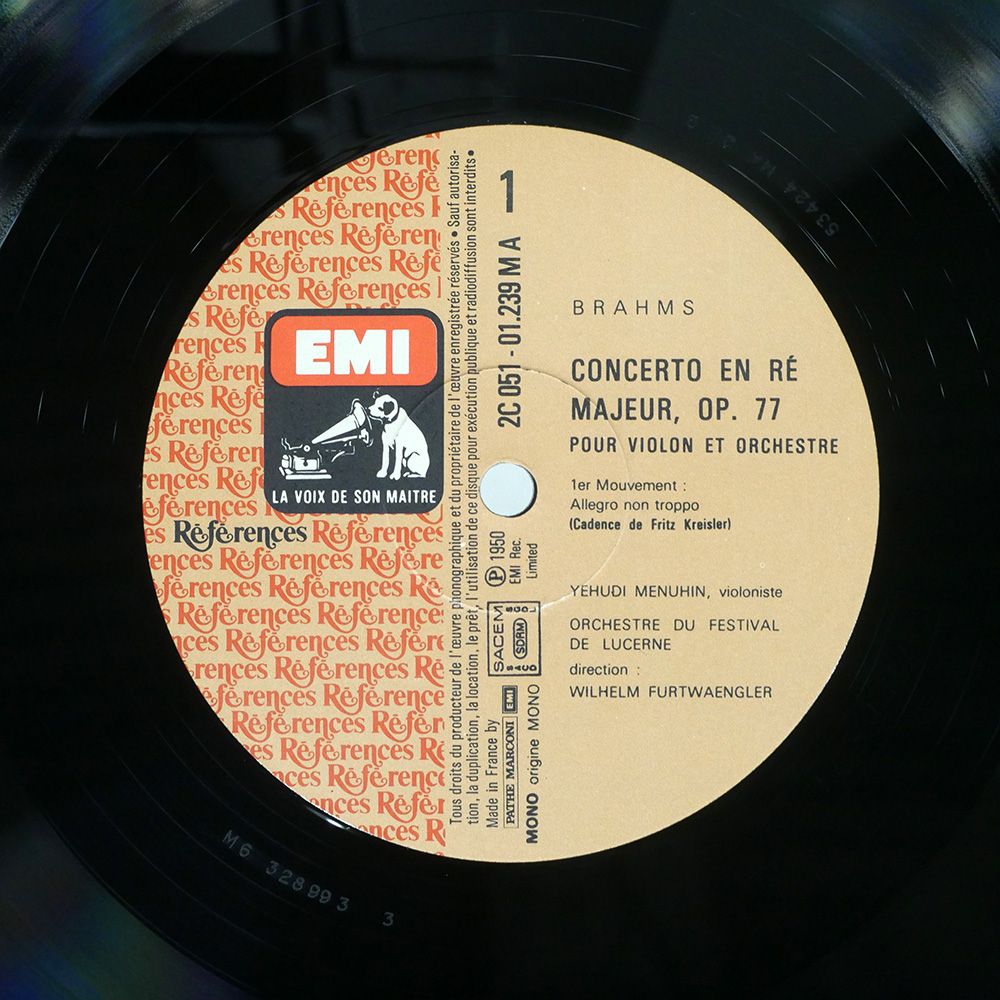 EMI
LA VOIX DE SON MAITRE
Références
Tous droits du producteur de l'œuvre phonographique et du propriétaire de l'œuvre enregistrée réservés • Sauf autorisa-
tion, la duplication, la location, le prêt, l'utilisation de ce disque pour exécution publique et radiodiffusion sont interdits •
1
2C 051 - 01.239 M A
℗ 1950
EMI Rec.
Limited
SACEM
SDRM
SACD
SGDL
Made in France by
PATHE MARCONI EMI
MONO origine MONO
BRAHMS
CONCERTO EN RÉ
MAJEUR, OP. 77
POUR VIOLON ET ORCHESTRE
1er Mouvement :
Allegro non troppo
(Cadence de Fritz Kreisler)
YEHUDI MENUHIN, violoniste
ORCHESTRE DU FESTIVAL
DE LUCERNE
direction :
WILHELM FURTWAENGLER
M6 328993 3